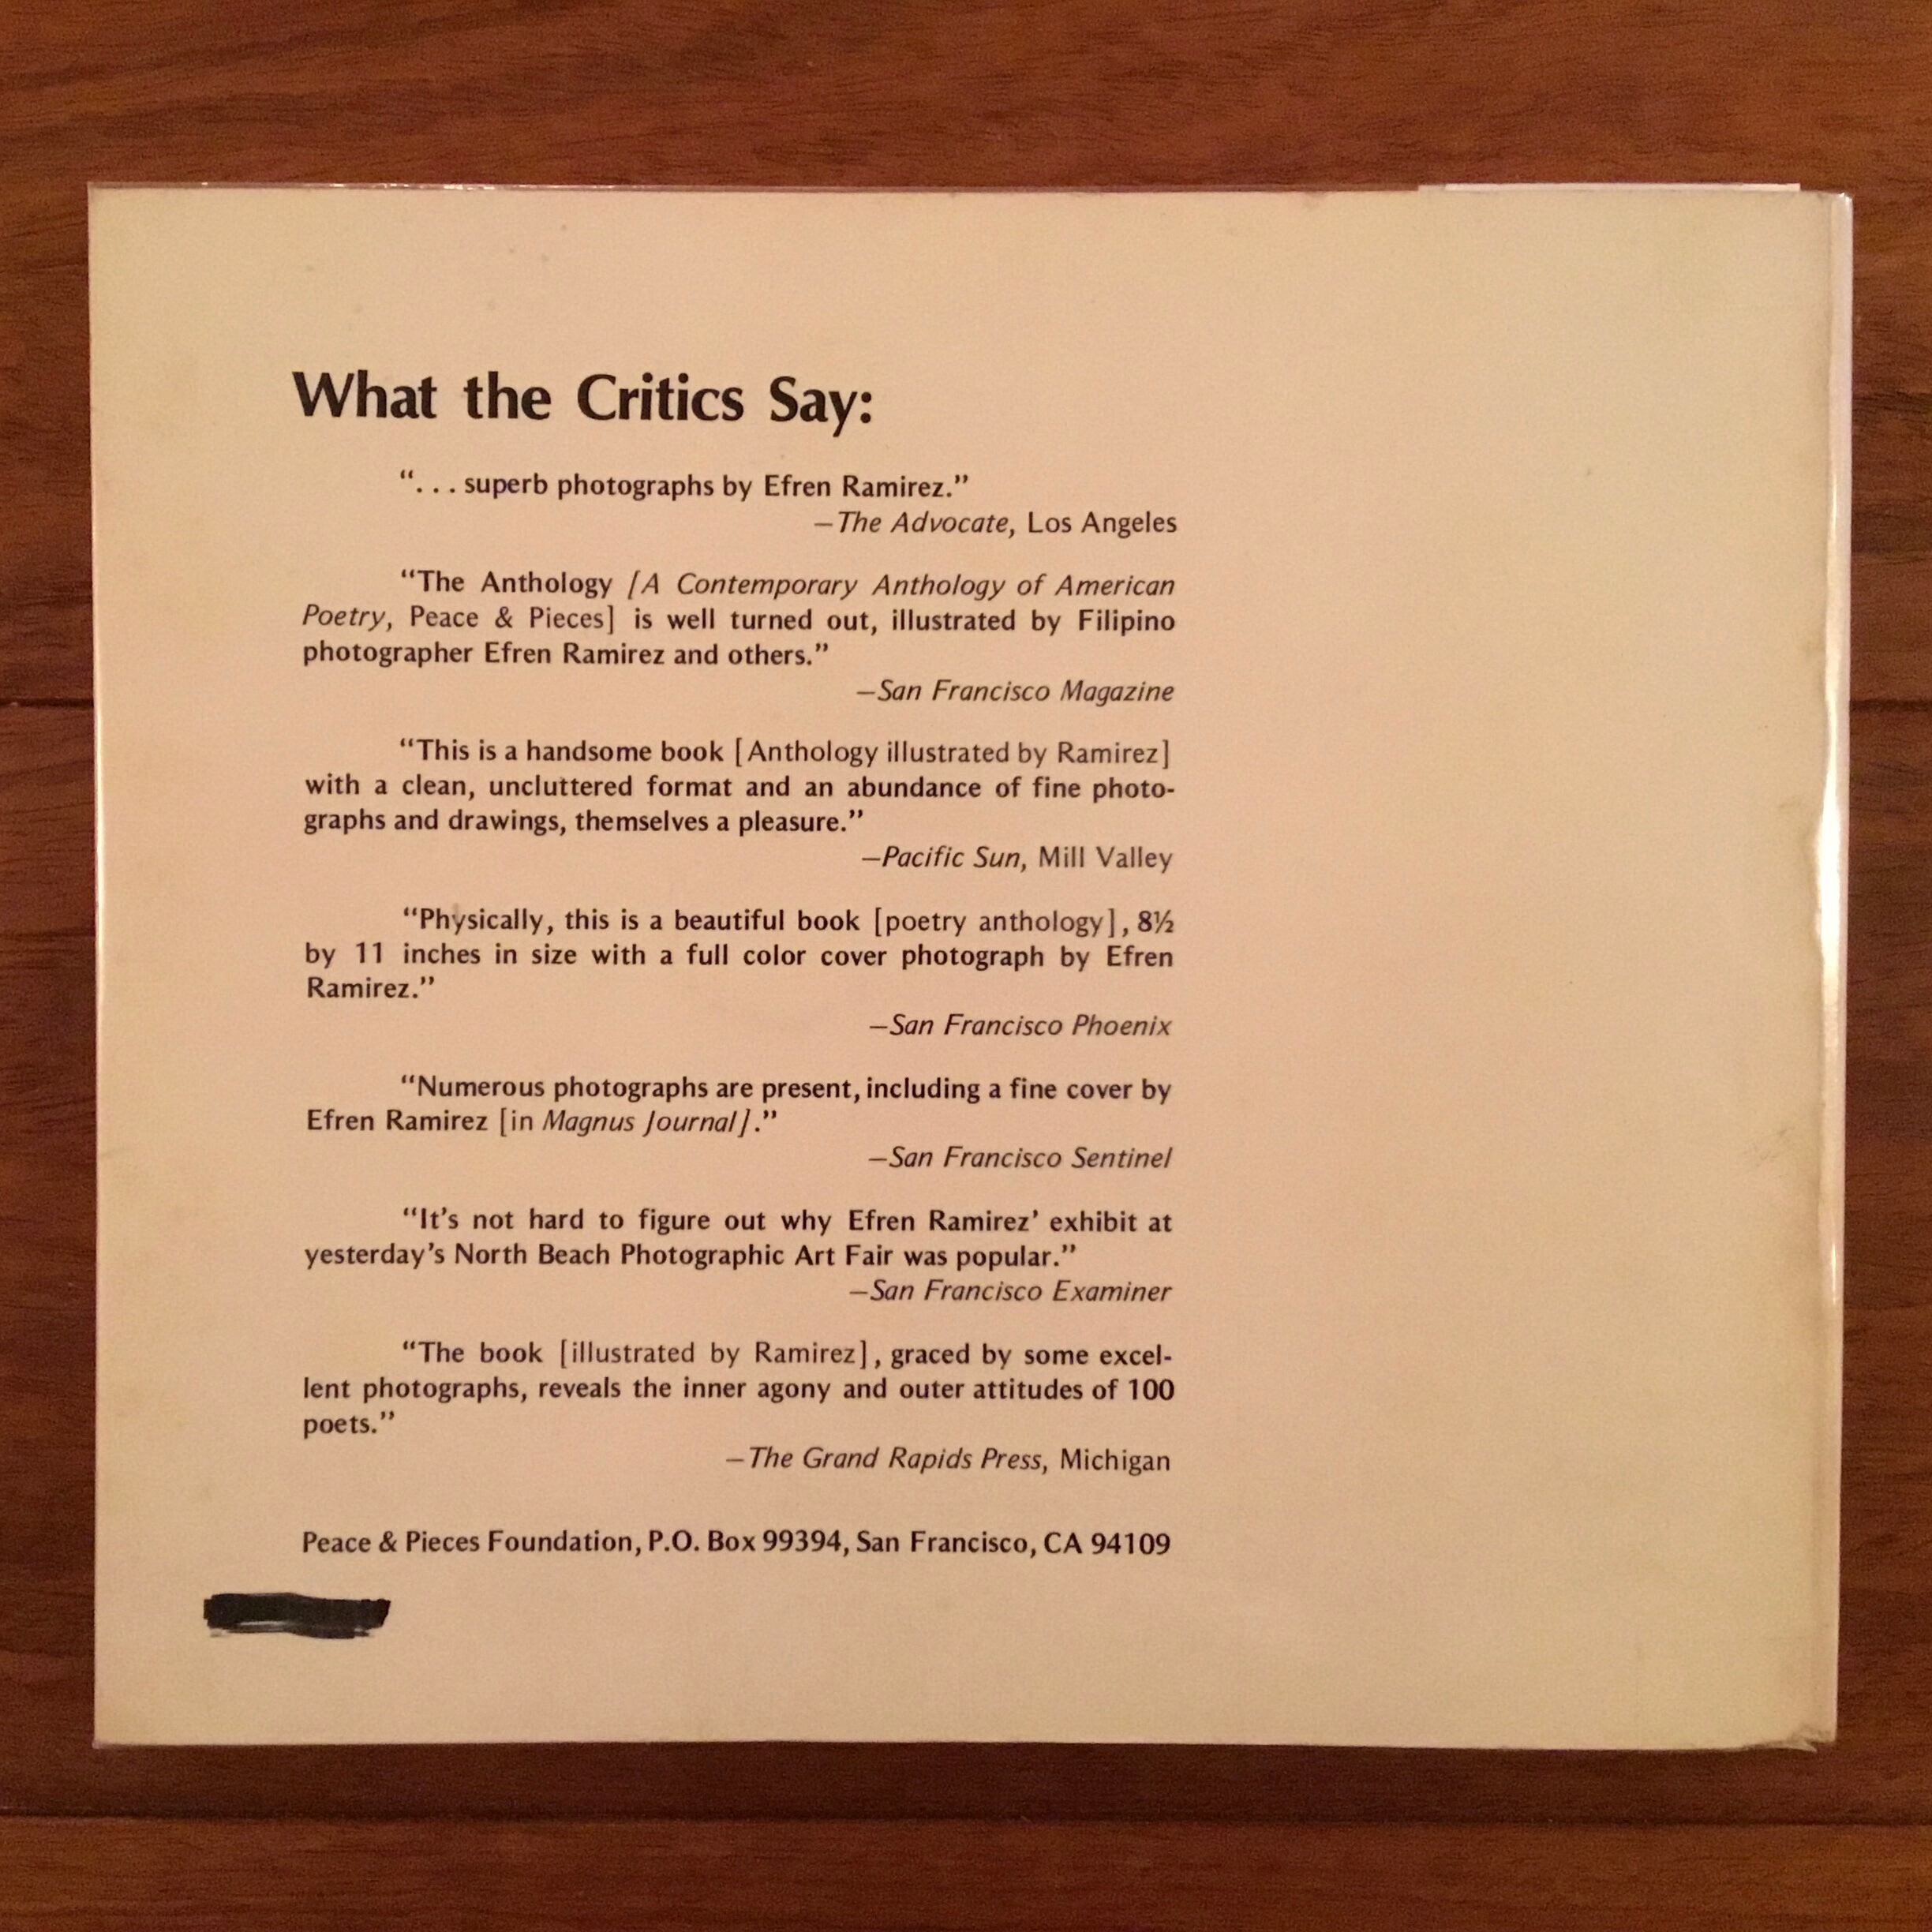 What the Critics Say:
“. . . superb photographs by Efren Ramirez.”
—The Advocate, Los Angeles
“The Anthology [A Contemporary Anthology of American
Poetry, Peace & Pieces] is well turned out, illustrated by Filipino
photographer Efren Ramirez and others.”
—San Francisco Magazine
“This is a handsome book [Anthology illustrated by Ramirez]
with a clean, uncluttered format and an abundance of fine photo-
graphs and drawings, themselves a pleasure.”
—Pacific Sun, Mill Valley
“Physically, this is a beautiful book [poetry anthology], 8½
by 11 inches in size with a full color cover photograph by Efren
Ramirez.”
—San Francisco Phoenix
“Numerous photographs are present, including a fine cover by
Efren Ramirez [in Magnus Journal].”
—San Francisco Sentinel
“It’s not hard to figure out why Efren Ramirez’ exhibit at
yesterday’s North Beach Photographic Art Fair was popular.”
—San Francisco Examiner
“The book [illustrated by Ramirez], graced by some excel-
lent photographs, reveals the inner agony and outer attitudes of 100
poets.”
—The Grand Rapids Press, Michigan
Peace & Pieces Foundation, P.O. Box 99394, San Francisco, CA 94109